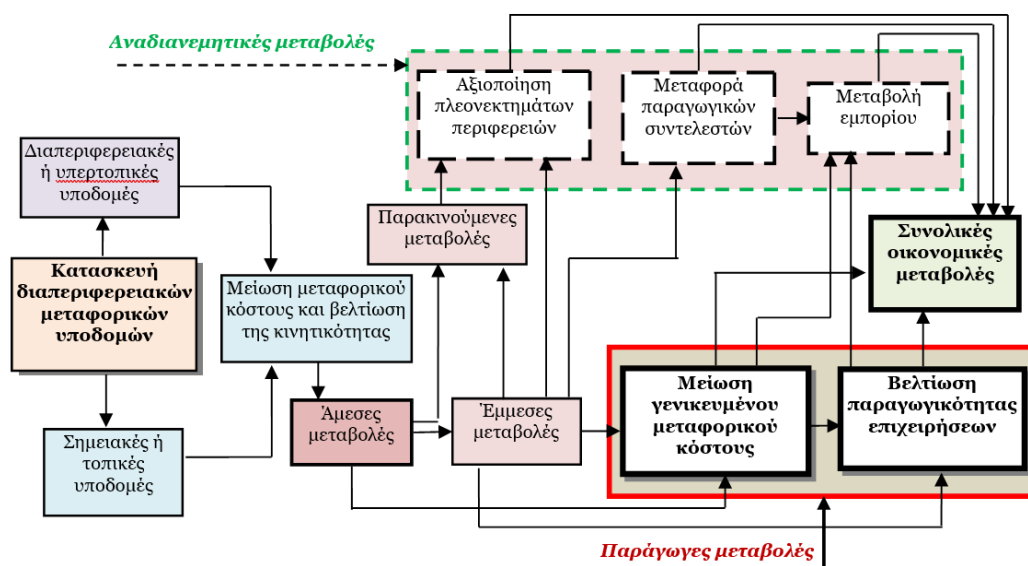 Αναδιανεμητικές μεταβολές
Αξιοποίηση
πλεονεκτημάτων
περιφερειών
Μεταφορά
παραγωγικών
συντελεστών
Μεταβολή
εμπορίου
Διαπεριφερειακές
ή υπερτοπικές
υποδομές
Παρακινούμενες
μεταβολές
Συνολικές
οικονομικές
μεταβολές
Κατασκευή
διαπεριφερειακών
μεταφορικών
υποδομών
Μείωση μεταφορικού
κόστους και βελτίωση
της κινητικότητας
Μείωση
γενικευμένου
μεταφορικού
κόστους
Βελτίωση
παραγωγικότητας
επιχειρήσεων
Άμεσες
μεταβολές
Έμμεσες
μεταβολές
Σημειακές ή
τοπικές
υποδομές
Παράγωγες μεταβολές